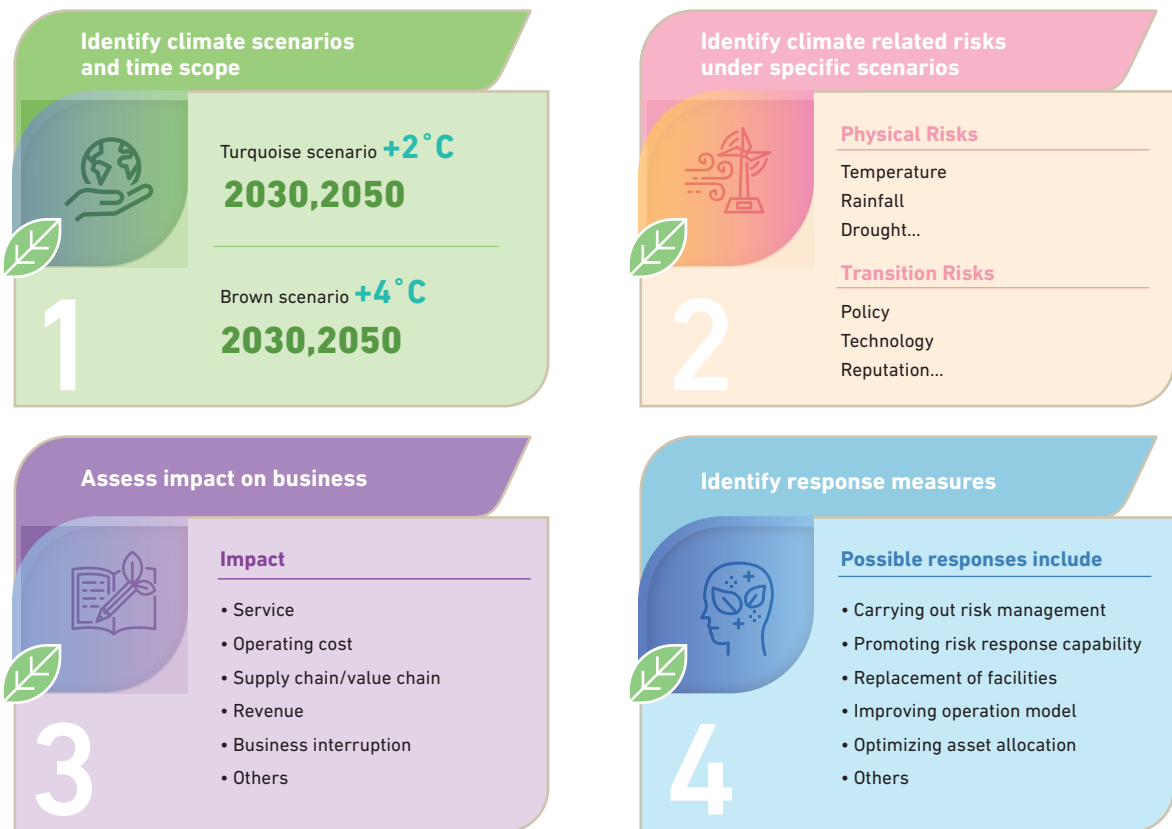 Identify climate scenarios
and time scope
Turquoise scenario +2°C
2030,2050
Brown scenario +4°C
2030,2050
1
Identify climate related risks
under specific scenarios
Physical Risks
Temperature
Rainfall
Drought...
Transition Risks
Policy
Technology
Reputation...
2
Assess impact on business
Impact
• Service
• Operating cost
• Supply chain/value chain
• Revenue
• Business interruption
• Others
3
Identify response measures
Possible responses include
• Carrying out risk management
• Promoting risk response capability
• Replacement of facilities
• Improving operation model
• Optimizing asset allocation
• Others
4